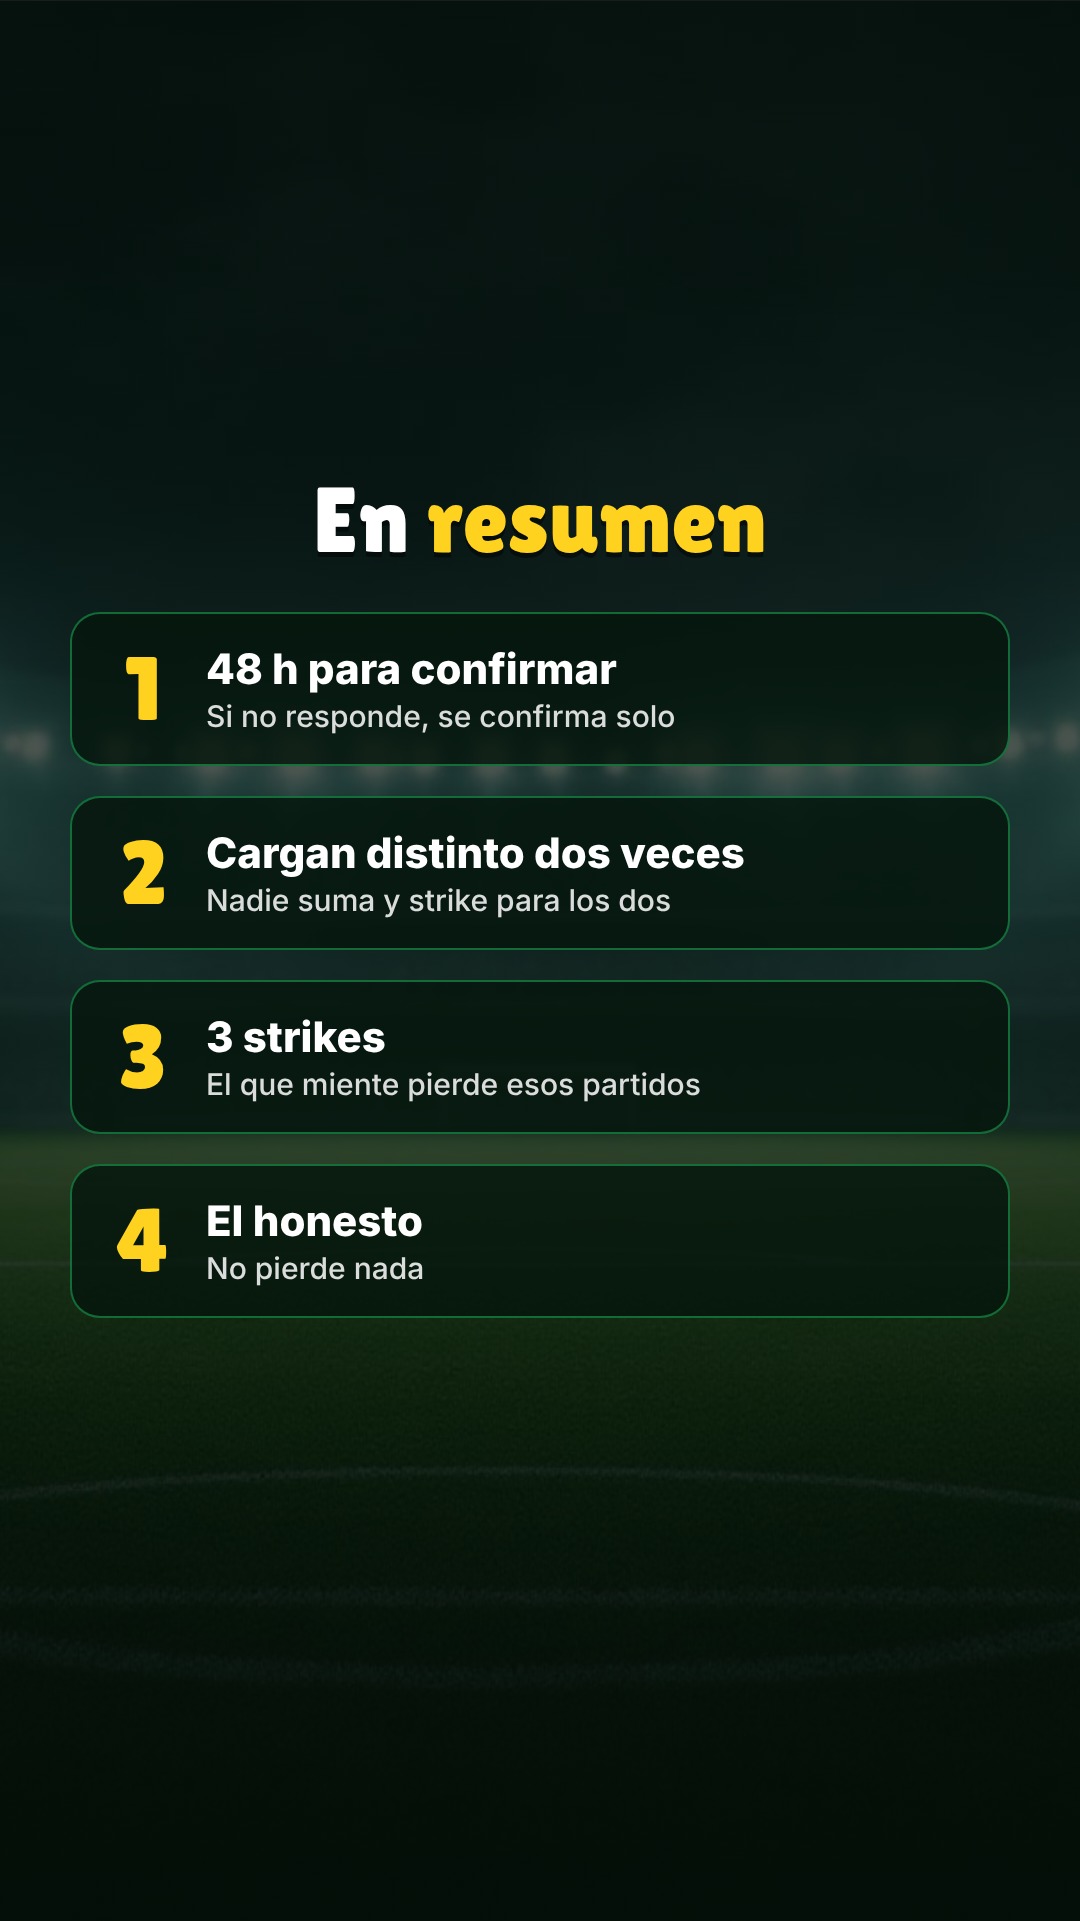 En resumen
1
48 h para confirmar
Si no responde, se confirma solo
2
Cargan distinto dos veces
Nadie suma y strike para los dos
3
3 strikes
El que miente pierde esos partidos
4
El honesto
No pierde nada